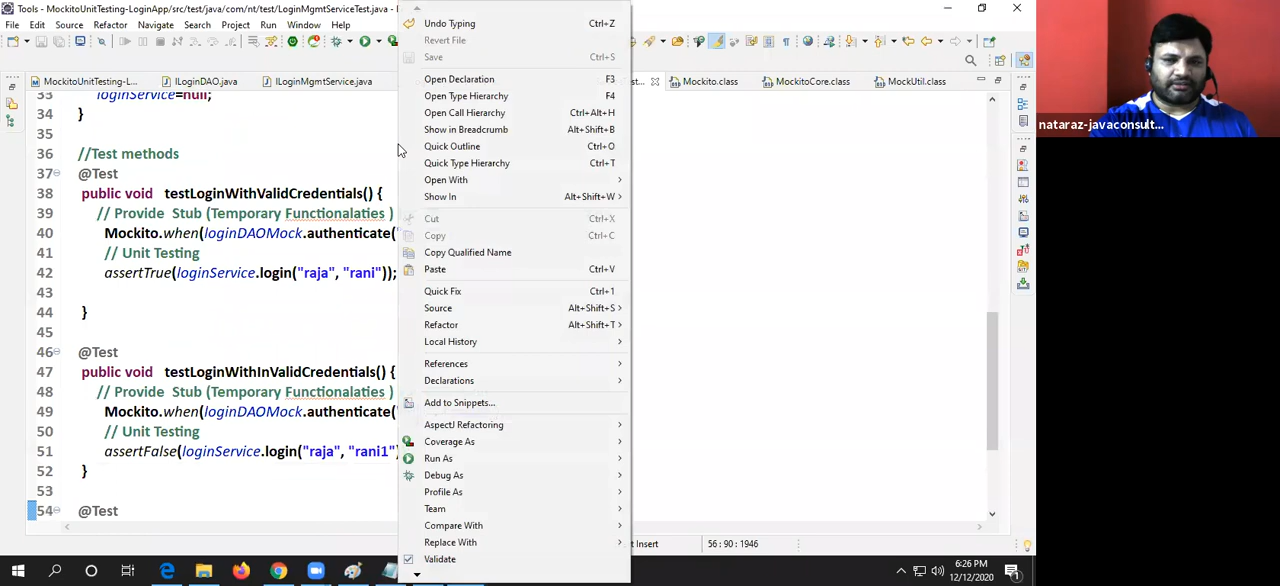 Tools - MockitoUnitTesting-LoginApp/src/test/java/com/nt/test/LoginMgmtServiceTest.java
File Edit Source Refactor Navigate Search Project Run Window Help
MockitoUnitTesting-L... ILoginDAO.java ILoginMgmtService.java
Mockito.class MockitoCore.class MockUtil.class
33 loginService=null;
34 }
35
36 //Test methods
37 @Test
38 public void testLoginWithValidCredentials() {
39 // Provide Stub (Temporary Functionalaties )
40 Mockito.when(loginDAOMock.authenticate("
41 // Unit Testing
42 assertTrue(loginService.login("raja", "rani"));
43
44 }
45
46 @Test
47 public void testLoginWithInValidCredentials() {
48 // Provide Stub (Temporary Functionalaties )
49 Mockito.when(loginDAOMock.authenticate("
50 // Unit Testing
51 assertFalse(loginService.login("raja", "rani1")
52 }
53
54 @Test
Undo Typing Ctrl+Z
Revert File
Save Ctrl+S
Open Declaration F3
Open Type Hierarchy F4
Open Call Hierarchy Ctrl+Alt+H
Show in Breadcrumb Alt+Shift+B
Quick Outline Ctrl+O
Quick Type Hierarchy Ctrl+T
Open With
Show In Alt+Shift+W
Cut Ctrl+X
Copy Ctrl+C
Copy Qualified Name
Paste Ctrl+V
Quick Fix Ctrl+1
Source Alt+Shift+S
Refactor Alt+Shift+T
Local History
References
Declarations
Add to Snippets...
AspectJ Refactoring
Coverage As
Run As
Debug As
Profile As
Team
Compare With
Replace With
Validate
Insert 56 : 90 : 1946
nataraz-javaconsult...
6:26 PM
12/12/2020